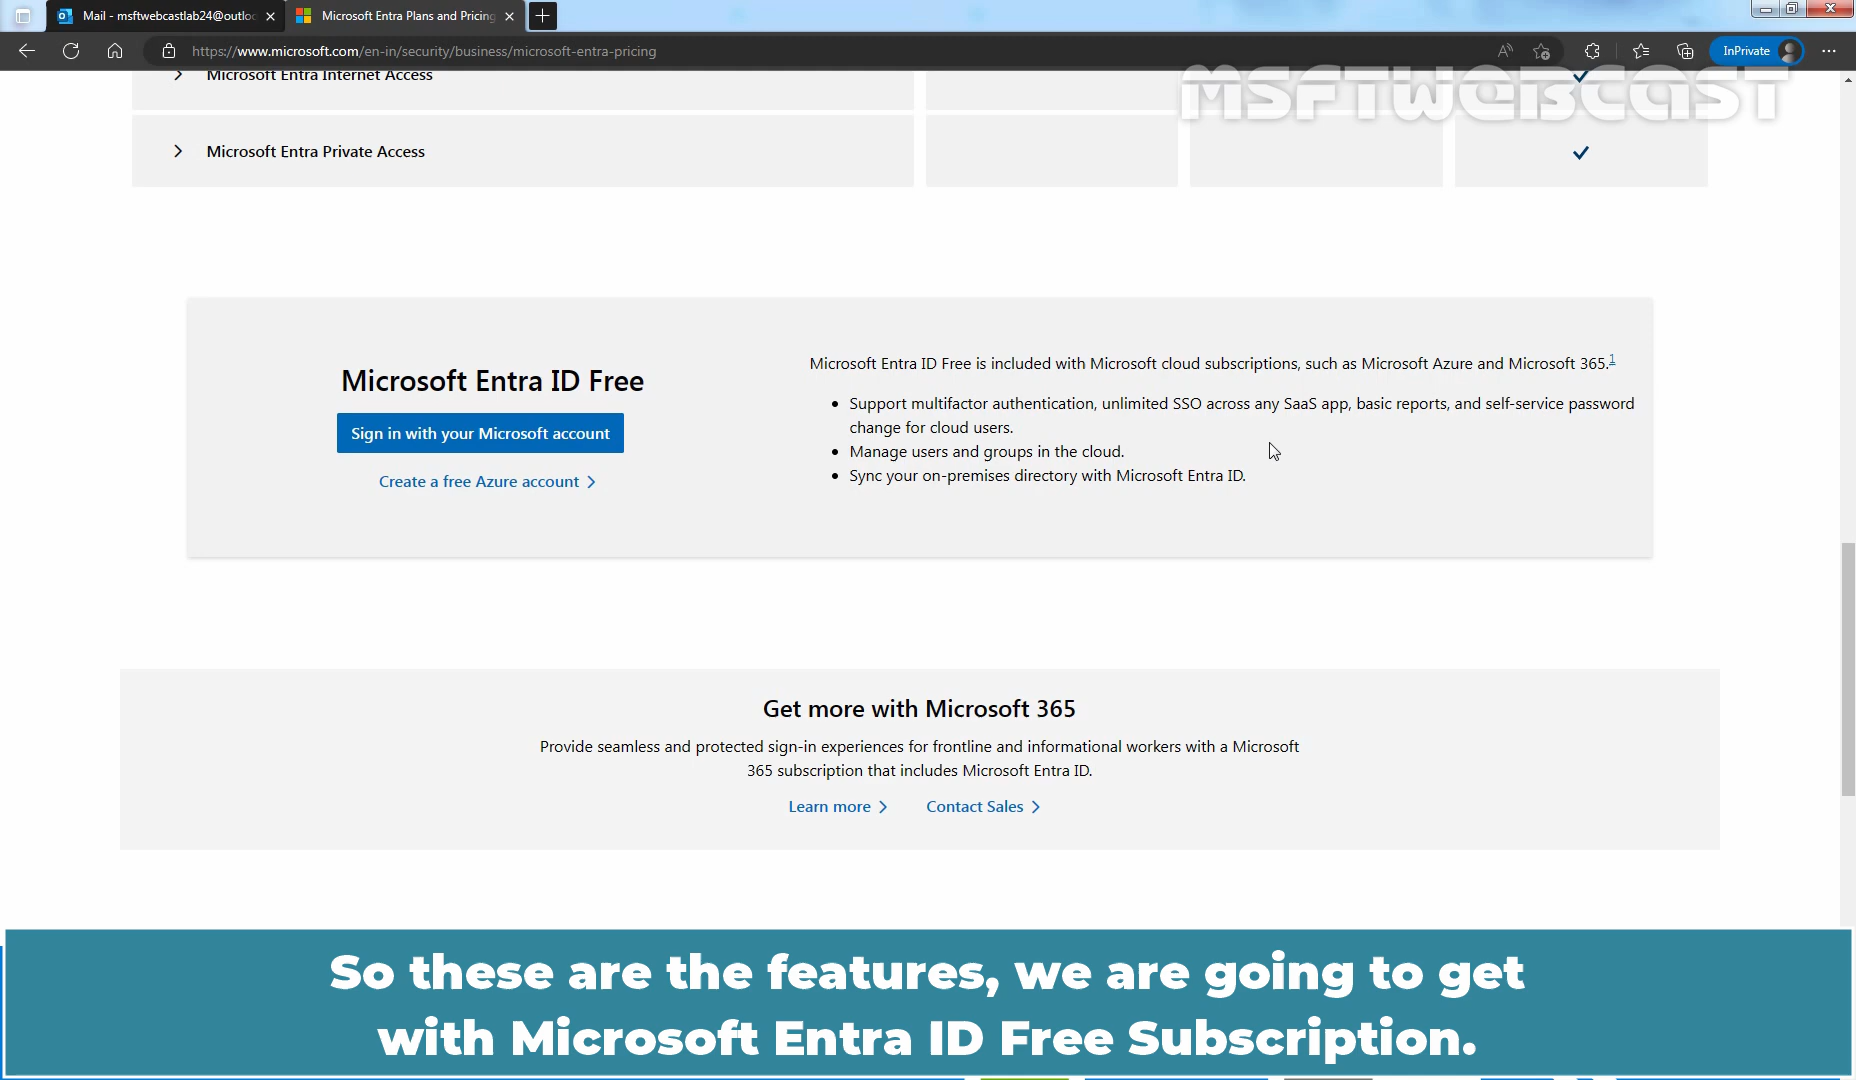 Mail - msftwebcastlab24@outloo
Microsoft Entra Plans and Pricing
https://www.microsoft.com/en-in/security/business/microsoft-entra-pricing
InPrivate
Microsoft Entra Internet Access
MSFTWEBCAST
Microsoft Entra Private Access
Microsoft Entra ID Free
Sign in with your Microsoft account
Create a free Azure account
Microsoft Entra ID Free is included with Microsoft cloud subscriptions, such as Microsoft Azure and Microsoft 365.1
• Support multifactor authentication, unlimited SSO across any SaaS app, basic reports, and self-service password
change for cloud users.
• Manage users and groups in the cloud.
• Sync your on-premises directory with Microsoft Entra ID.
Get more with Microsoft 365
Provide seamless and protected sign-in experiences for frontline and informational workers with a Microsoft
365 subscription that includes Microsoft Entra ID.
Learn more
Contact Sales
So these are the features, we are going to get
with Microsoft Entra ID Free Subscription.